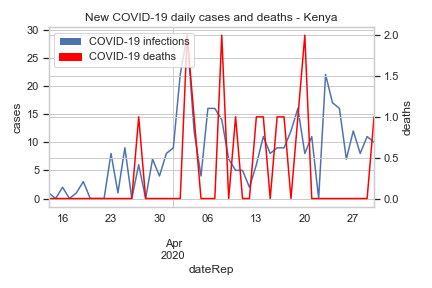 New COVID-19 daily cases and deaths - Kenya
COVID-19 infections
COVID-19 deaths
30
25
20
15
10
5
0
cases
2.0
1.5
1.0
0.5
0.0
deaths
16 23 30 06 13 20 27
Apr
2020
dateRep